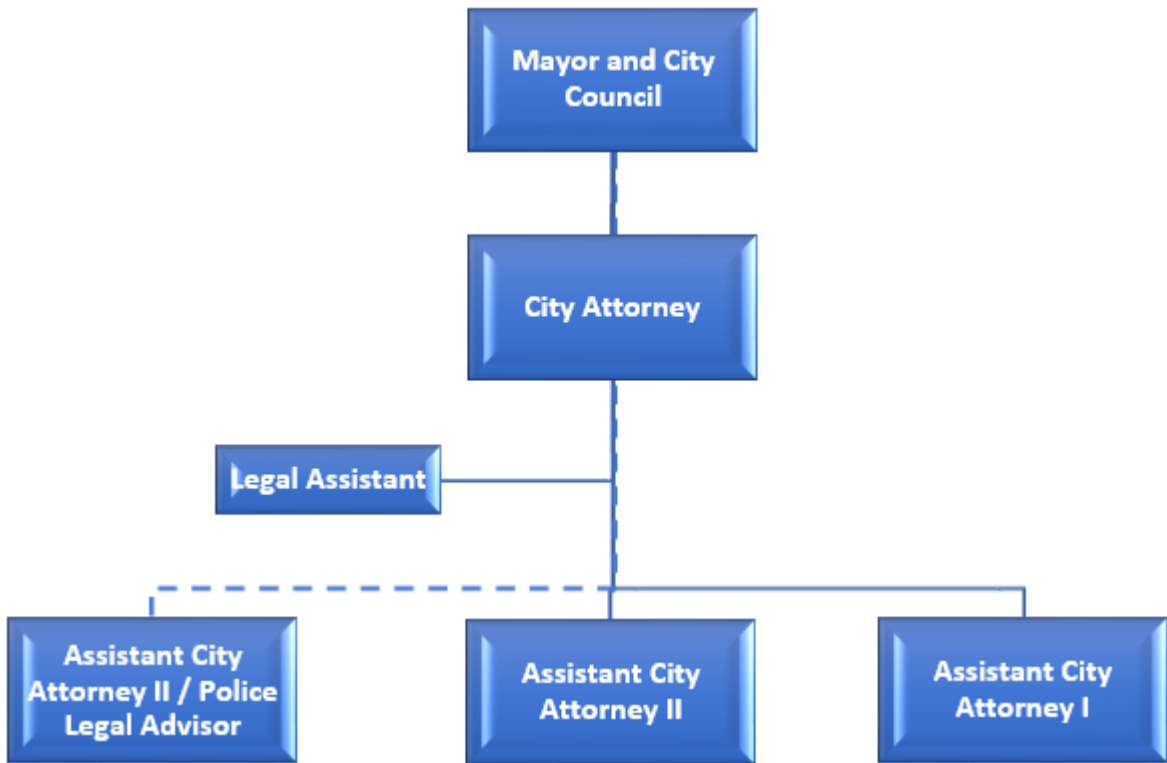 Mayor and City
Council
City Attorney
Legal Assistant
Assistant City
Attorney II / Police
Legal Advisor
Assistant City
Attorney II
Assistant City
Attorney I